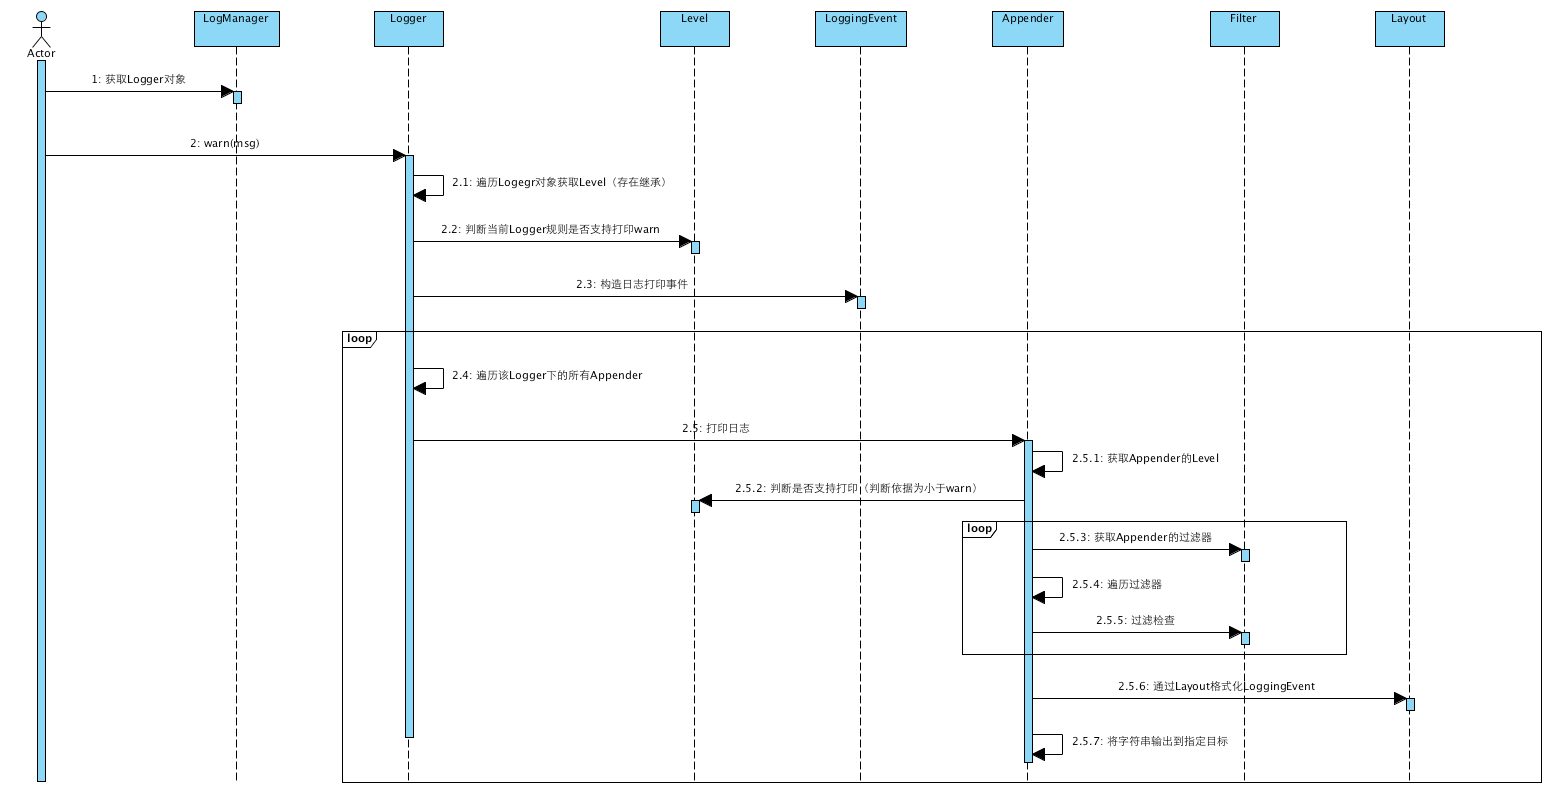 LogManager
Logger
Level
LoggingEvent
Appender
Filter
Layout
Actor
1: 获取Logger对象
2: warn(msg)
2.1: 遍历Logegr对象获取Level（存在继承）
2.2: 判断当前Logger规则是否支持打印warn
2.3: 构造日志打印事件
loop
2.4: 遍历该Logger下的所有Appender
2.5: 打印日志
2.5.1: 获取Appender的Level
2.5.2: 判断是否支持打印（判断依据为小于warn）
loop
2.5.3: 获取Appender的过滤器
2.5.4: 遍历过滤器
2.5.5: 过滤检查
2.5.6: 通过Layout格式化LoggingEvent
2.5.7: 将字符串输出到指定目标